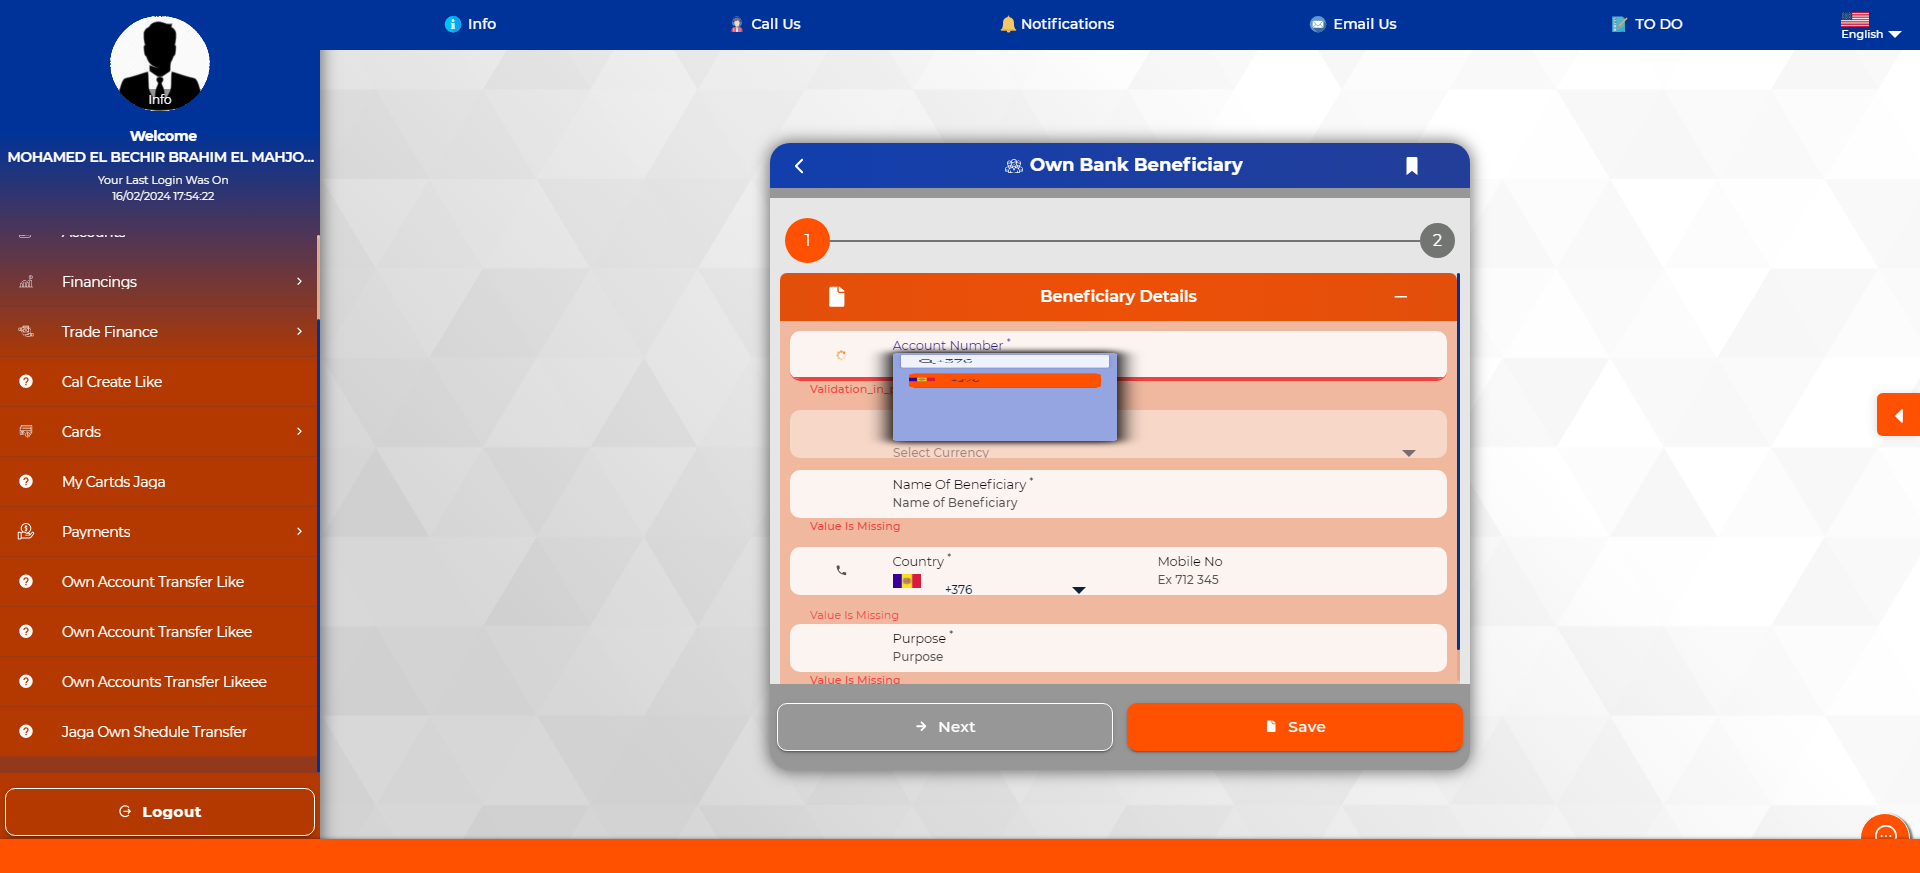 Info
Call Us
Notifications
Email Us
TO DO
English
Info
Welcome
MOHAMED EL BECHIR BRAHIM EL MAHJO...
Your Last Login Was On
16/02/2024 17:54:22
Accounts
Financings
Trade Finance
Cal Create Like
Cards
My Cartds Jaga
Payments
Own Account Transfer Like
Own Account Transfer Likee
Own Accounts Transfer Likeee
Jaga Own Shedule Transfer
Logout
Own Bank Beneficiary
1
2
Beneficiary Details
Account Number *
+376
+376
Validation_in_
Select Currency
Name Of Beneficiary *
Name of Beneficiary
Value Is Missing
Country *
+376
Mobile No
Ex 712 345
Value Is Missing
Purpose *
Purpose
Value Is Missing
Next
Save